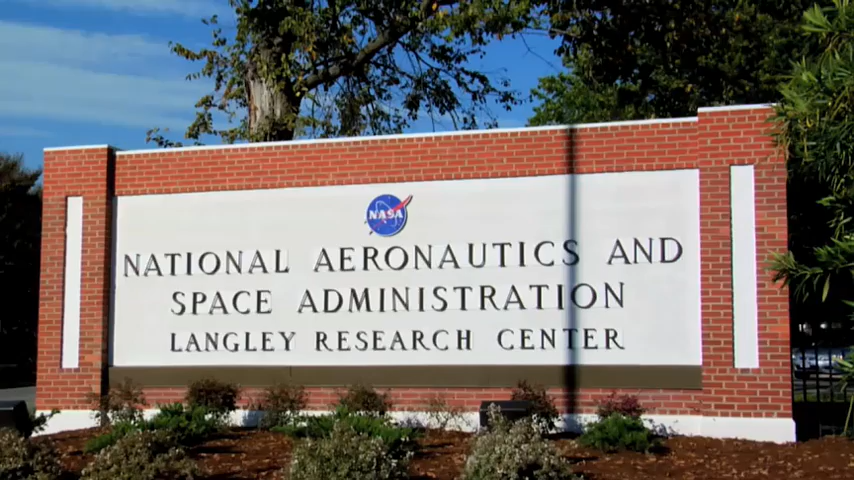 NASA
NATIONAL AERONAUTICS AND
SPACE ADMINISTRATION
LANGLEY RESEARCH CENTER